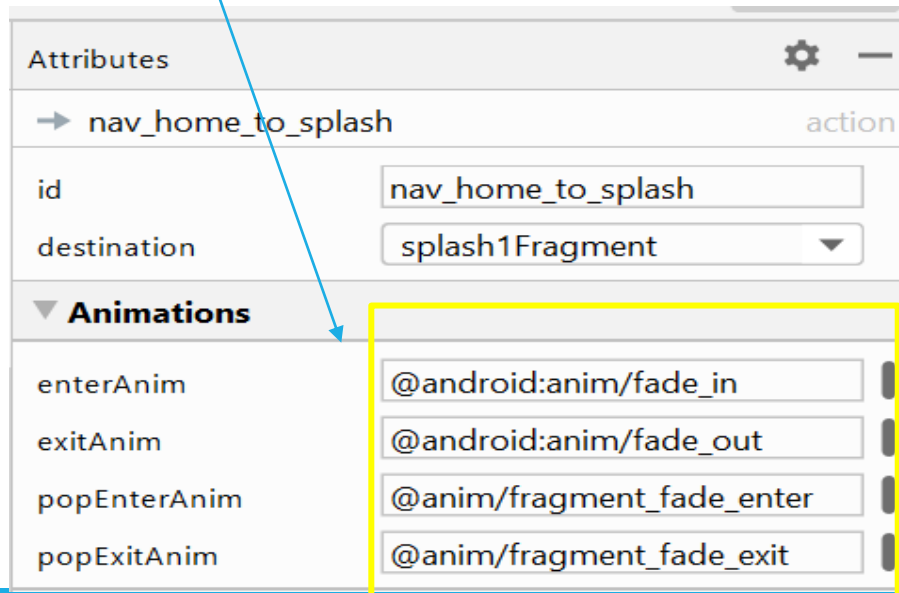 Attributes
nav_home_to_splash action
id nav_home_to_splash
destination splash1Fragment
Animations
enterAnim @android:anim/fade_in
exitAnim @android:anim/fade_out
popEnterAnim @anim/fragment_fade_enter
popExitAnim @anim/fragment_fade_exit